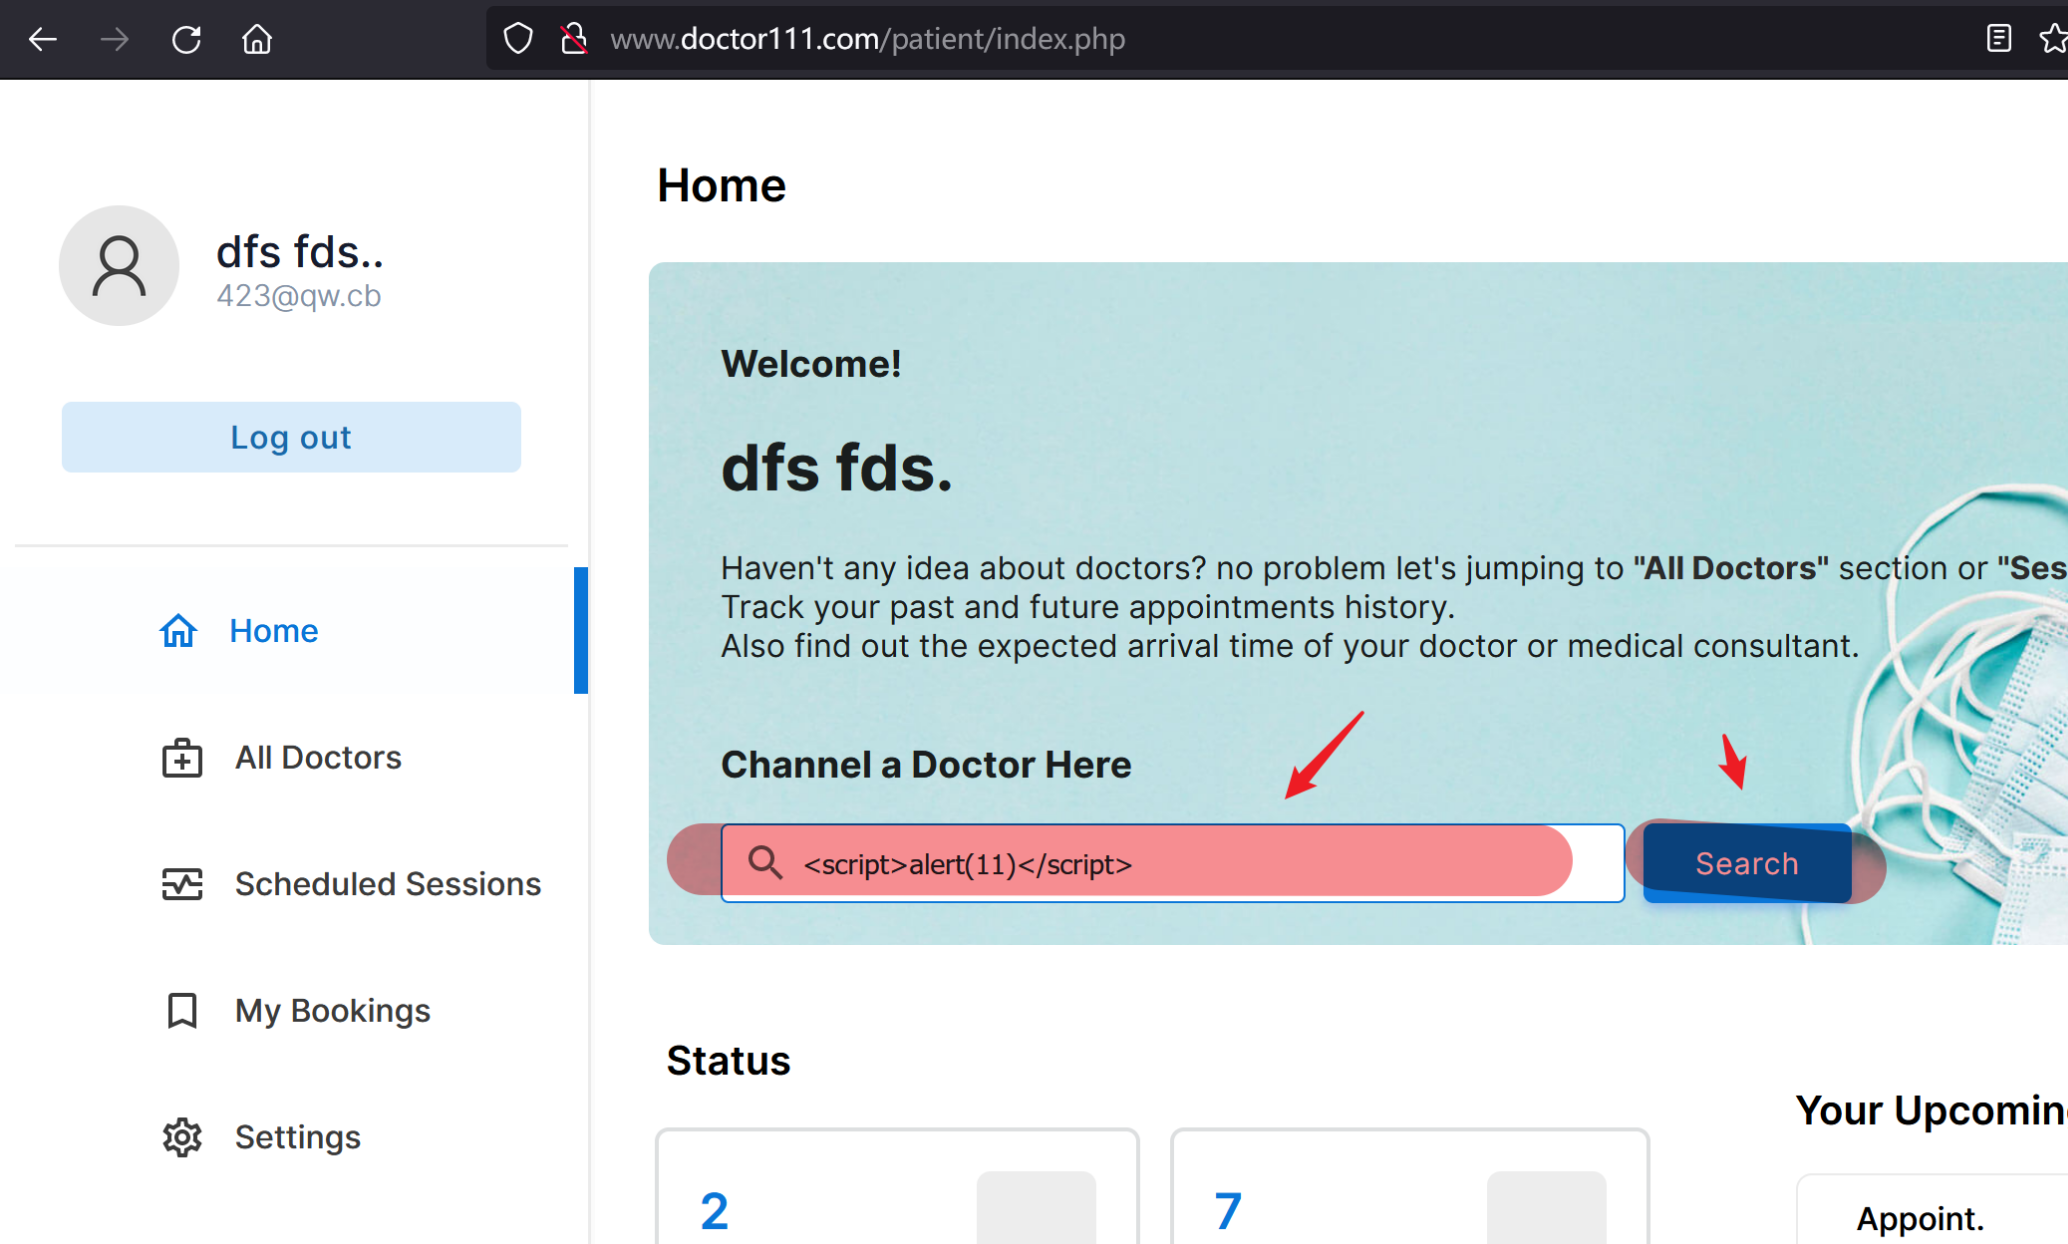 www.doctor111.com/patient/index.php
dfs fds..
423@qw.cb
Log out
Home
All Doctors
Scheduled Sessions
My Bookings
Settings
Home
Welcome!
dfs fds.
Haven't any idea about doctors? no problem let's jumping to "All Doctors" section or "Ses
Track your past and future appointments history.
Also find out the expected arrival time of your doctor or medical consultant.
Channel a Doctor Here
<script>alert(11)</script>
Search
Status
2
7
Your Upcoming
Appoint.